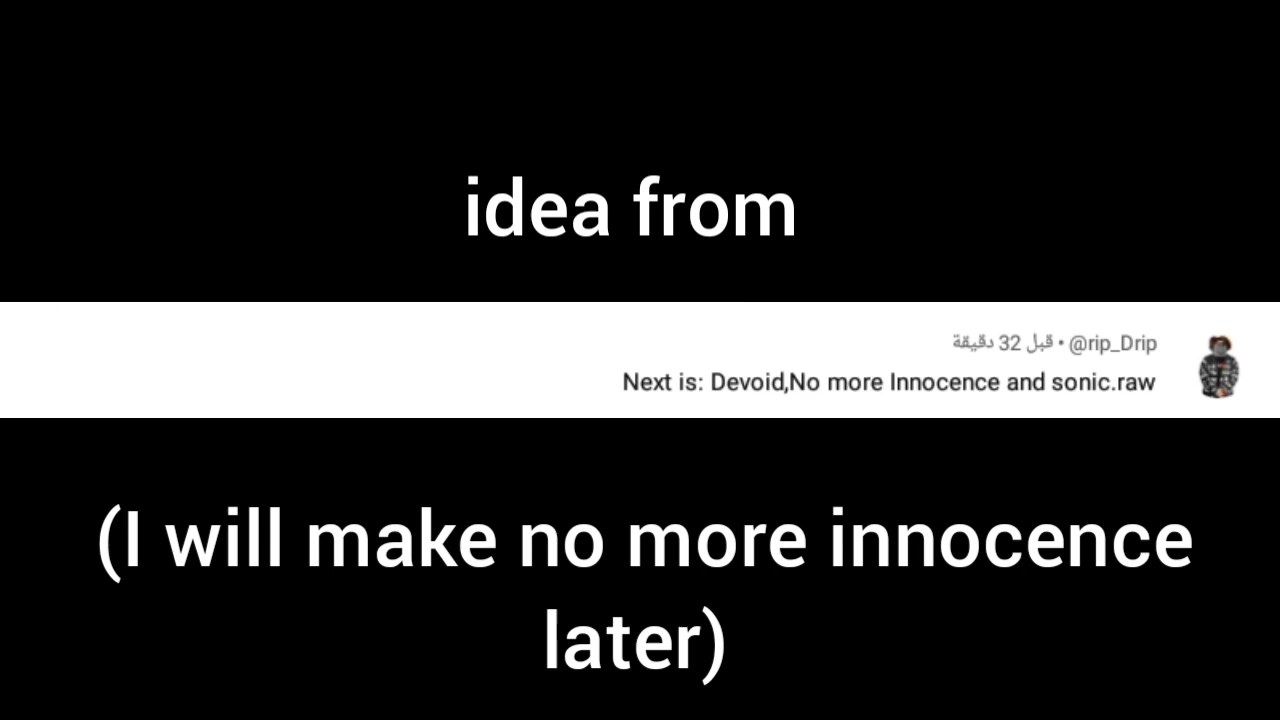 idea from
@rip_Drip • قبل 32 دقيقة
Next is: Devoid,No more Innocence and sonic.raw
(I will make no more innocence
later)